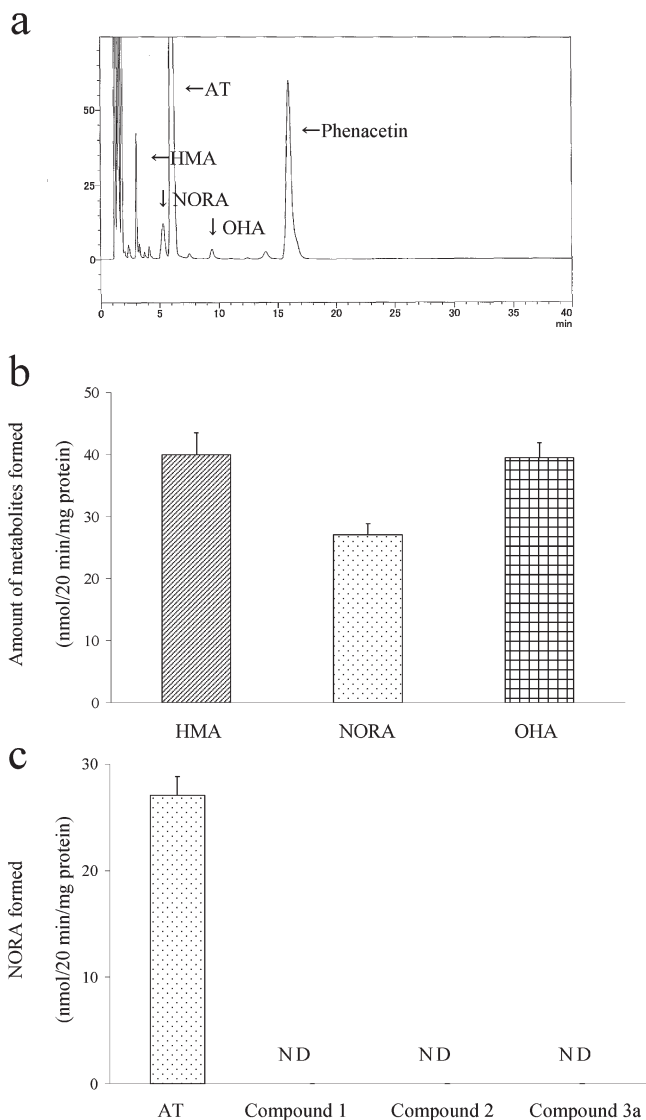 a
50
25
0
←AT
←Phenacetin
←HMA
↓ NORA
↓ OHA
0 5 10 15 20 25 30 35 40
min
b
Amount of metabolites formed
(nmol/20 min/mg protein)
50
40
30
20
10
0
HMA NORA OHA
c
NORA formed
(nmol/20 min/mg protein)
30
20
10
0
ND ND ND
AT Compound 1 Compound 2 Compound 3a